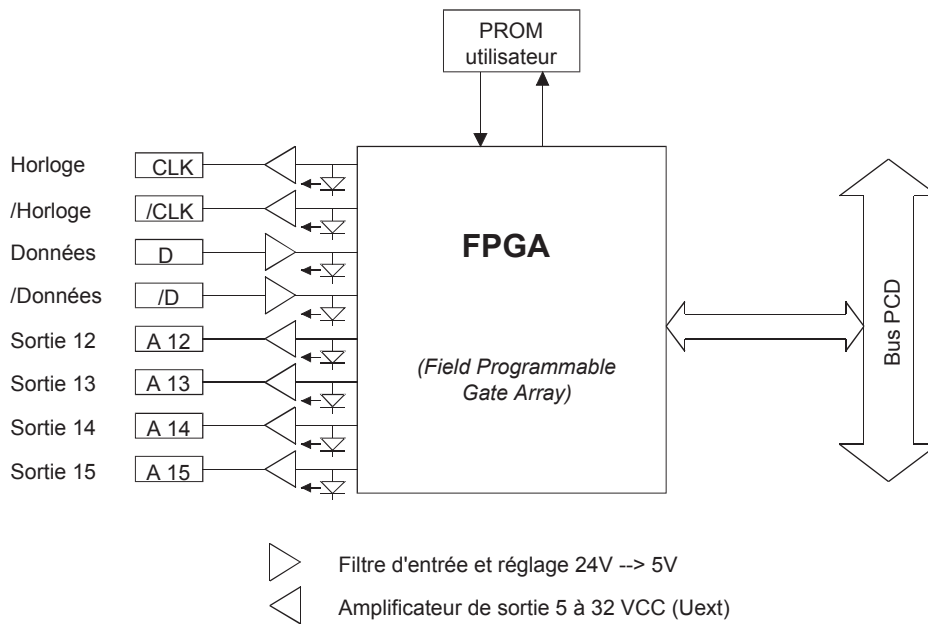 PROM
utilisateur
Horloge CLK
/Horloge /CLK
Données D
/Données /D
Sortie 12 A 12
Sortie 13 A 13
Sortie 14 A 14
Sortie 15 A 15
FPGA
(Field Programmable
Gate Array)
Bus PCD
Filtre d'entrée et réglage 24V --> 5V
Amplificateur de sortie 5 à 32 VCC (Uext)